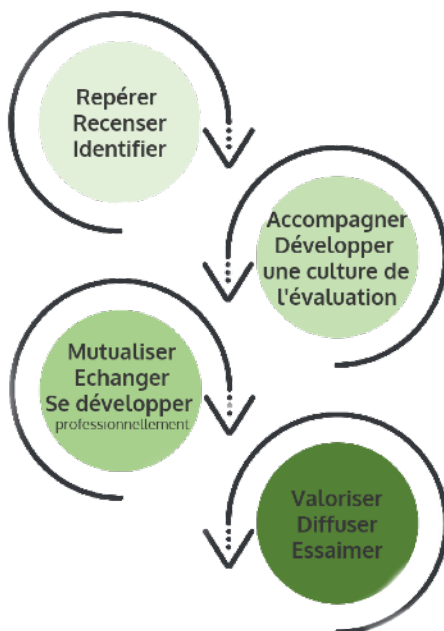 Repérer
Recenser
Identifier
Accompagner
Développer
une culture de
l'évaluation
Mutualiser
Echanger
Se développer
professionnellement
Valoriser
Diffuser
Essaimer